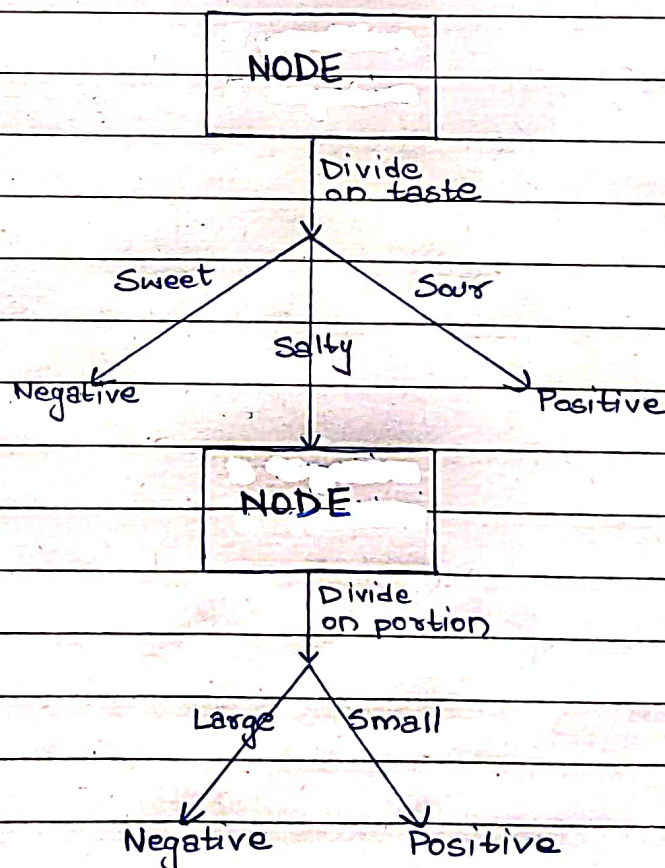 NODE
Divide
on taste
Sweet
Sour
Salty
Negative
Positive
NODE
Divide
on portion
Large
Small
Negative
Positive